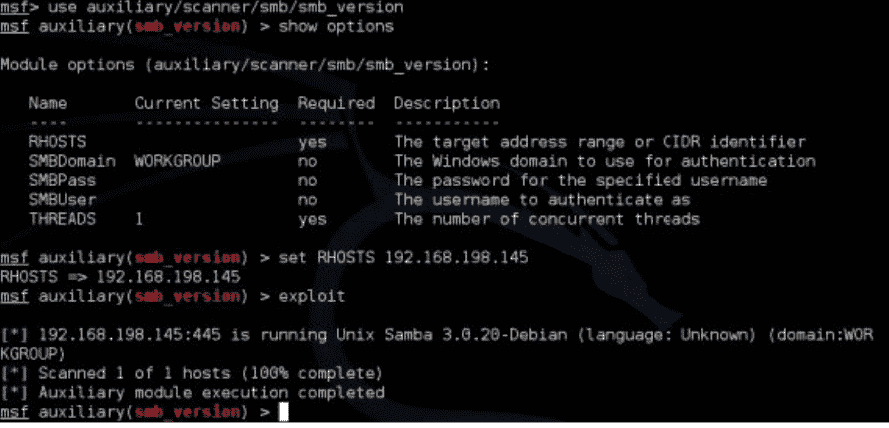 msf> use auxiliary/scanner/smb/smb_version
msf auxiliary(smb_version) > show options
Module options (auxiliary/scanner/smb/smb_version):
Name Current Setting Required Description
---- --------------- -------- -----------
RHOSTS yes The target address range or CIDR identifier
SMBDomain WORKGROUP no The Windows domain to use for authentication
SMBPass no The password for the specified username
SMBUser no The username to authenticate as
THREADS 1 yes The number of concurrent threads
msf auxiliary(smb_version) > set RHOSTS 192.168.198.145
RHOSTS => 192.168.198.145
msf auxiliary(smb_version) > exploit
[*] 192.168.198.145:445 is running Unix Samba 3.0.20-Debian (language: Unknown) (domain:WOR
KGROUP)
[*] Scanned 1 of 1 hosts (100% complete)
[*] Auxiliary module execution completed
msf auxiliary(smb_version) >